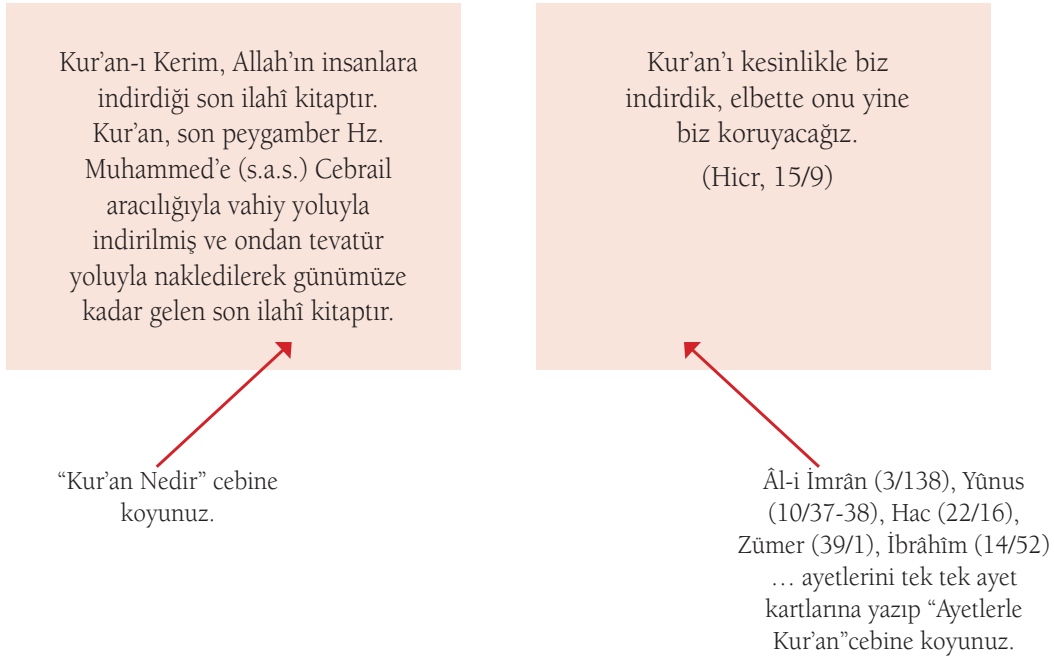 Kur’an-ı Kerim, Allah’ın insanlara
indirdiği son ilahî kitaptır.
Kur’an, son peygamber Hz.
Muhammed’e (s.a.s.) Cebrail
aracılığıyla vahiy yoluyla
indirilmiş ve ondan tevatür
yoluyla nakledilerek günümüze
kadar gelen son ilahî kitaptır.
Kur’an’ı kesinlikle biz
indirdik, elbette onu yine
biz koruyacağız.
(Hicr, 15/9)
“Kur’an Nedir” cebine
koyunuz.
Âl-i İmrân (3/138), Yûnus
(10/37-38), Hac (22/16),
Zümer (39/1), İbrâhîm (14/52)
… ayetlerini tek tek ayet
kartlarına yazıp “Ayetlerle
Kur’an”cebine koyunuz.